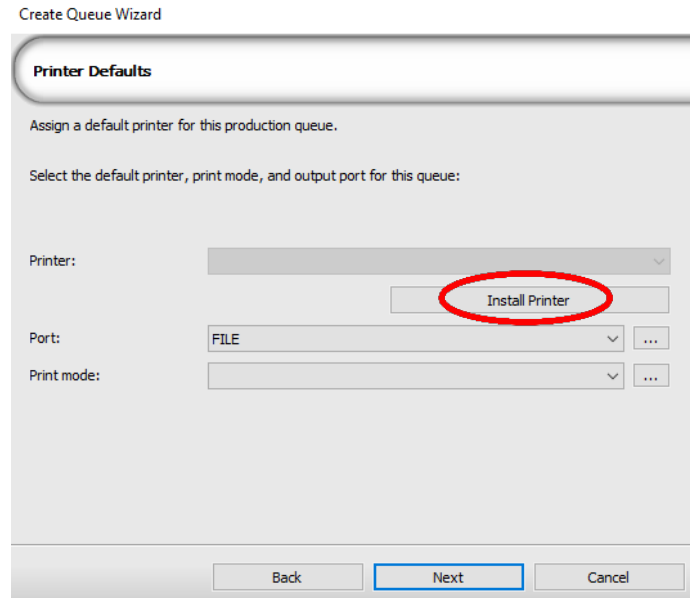 Create Queue Wizard
Printer Defaults
Assign a default printer for this production queue.
Select the default printer, print mode, and output port for this queue:
Printer:
Install Printer
Port:
FILE
...
Print mode:
...
Back
Next
Cancel